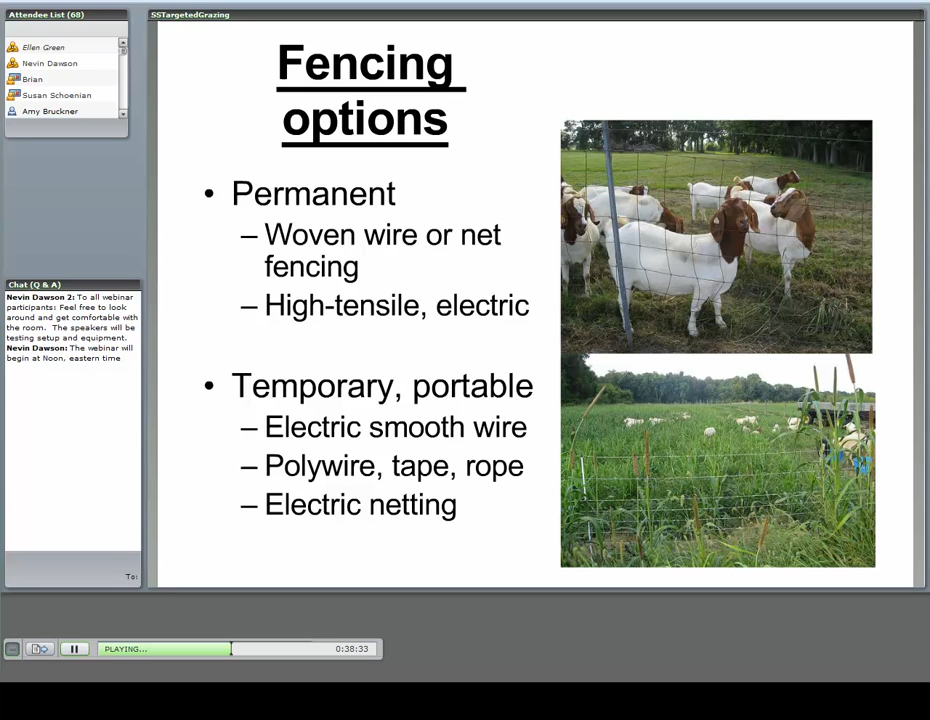 Attendee List (68)
Ellen Green
Nevin Dawson
Brian
Susan Schoenian
Amy Bruckner
Chat (Q & A)
Nevin Dawson 2: To all webinar
participants: Feel free to look
around and get comfortable with
the room. The speakers will be
testing setup and equipment.
Nevin Dawson: The webinar will
begin at Noon, eastern time
To:
SSTargetedGrazing
Fencing
options
• Permanent
– Woven wire or net
fencing
– High-tensile, electric
• Temporary, portable
– Electric smooth wire
– Polywire, tape, rope
– Electric netting
PLAYING...
0:38:33